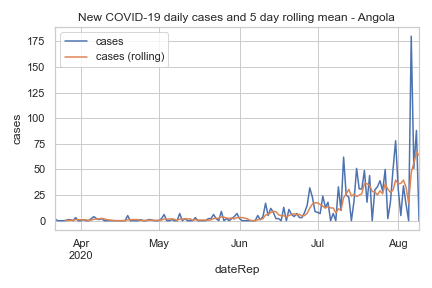 New COVID-19 daily cases and 5 day rolling mean - Angola
cases
cases (rolling)
175
150
125
100
75
50
25
0
cases
Apr
2020
May
Jun
Jul
Aug
dateRep